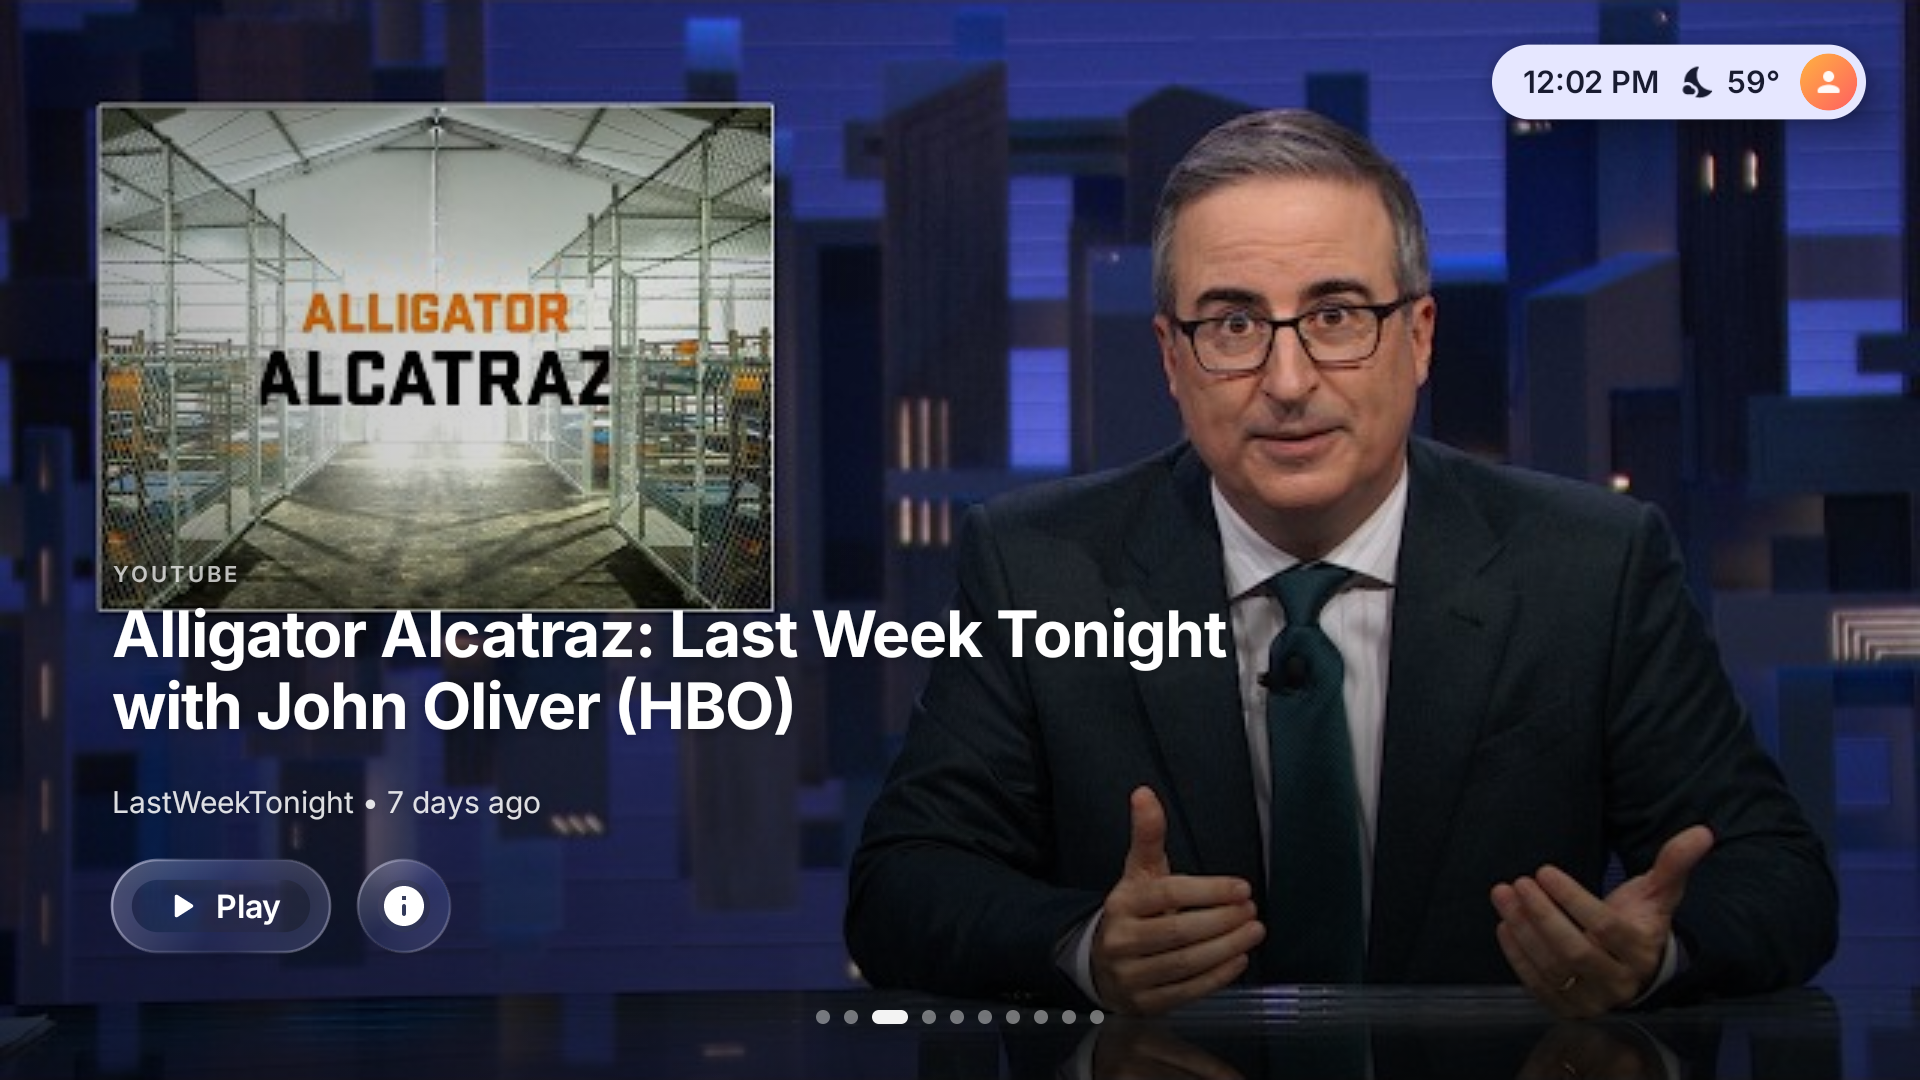 12:02 PM 59°
ALLIGATOR
ALCATRAZ
YOUTUBE
Alligator Alcatraz: Last Week Tonight
with John Oliver (HBO)
LastWeekTonight • 7 days ago
Play